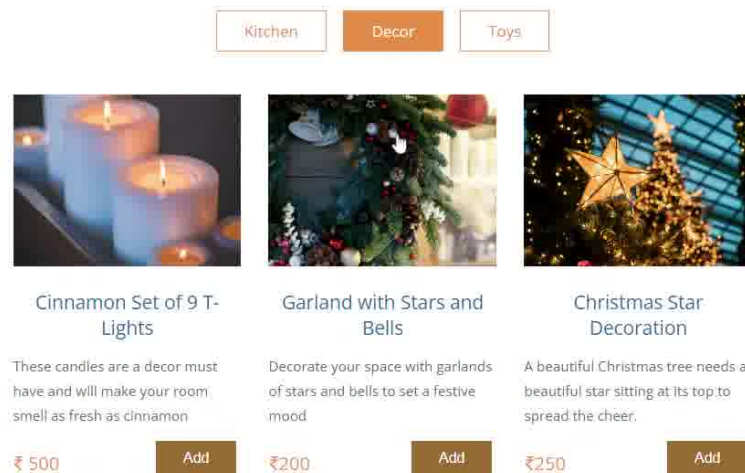 Kitchen
Decor
Toys
Cinnamon Set of 9 T-
Lights
Garland with Stars and
Bells
Christmas Star
Decoration
These candles are a decor must
have and will make your room
smell as fresh as cinnamon
Decorate your space with garlands
of stars and bells to set a festive
mood
A beautiful Christmas tree needs a
beautiful star sitting at its top to
spread the cheer.
₹ 500
Add
₹200
Add
₹250
Add